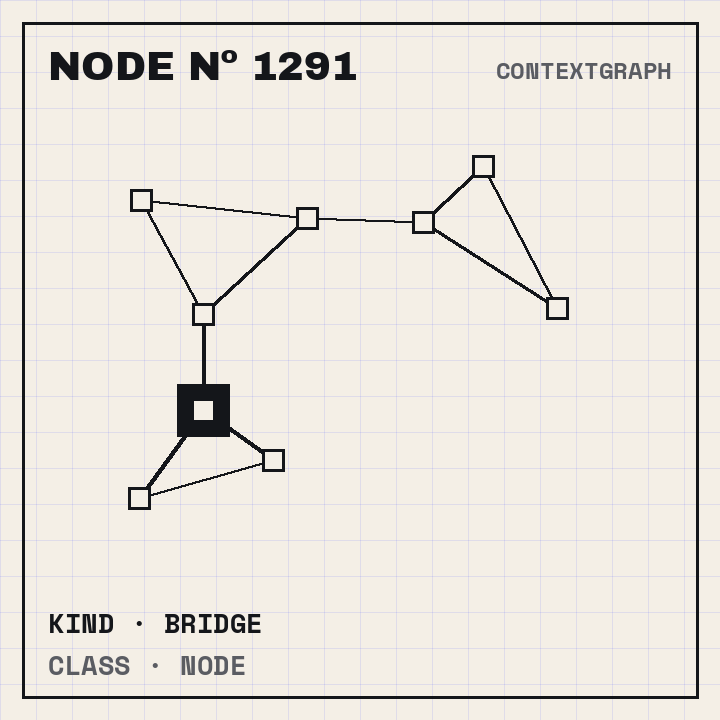 NODE Nº 1291
CONTEXTGRAPH
KIND · BRIDGE
CLASS · NODE